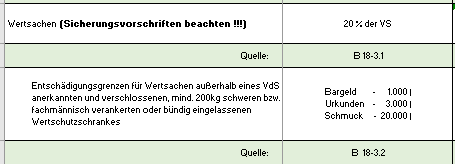 Wertsachen (Sicherungsvorschriften beachten !!!) 20 % der VS
Quelle: B 18-3.1
Entschädigungsgrenzen für Wertsachen außerhalb eines VdS
anerkannten und verschlossenen, mind. 200kg schweren bzw.
fachmännisch verankerten oder bündig eingelassenen
Wertschutzschrankes
Bargeld - 1.000 |
Urkunden - 3.000 |
Schmuck - 20.000 |
Quelle: B 18-3.2